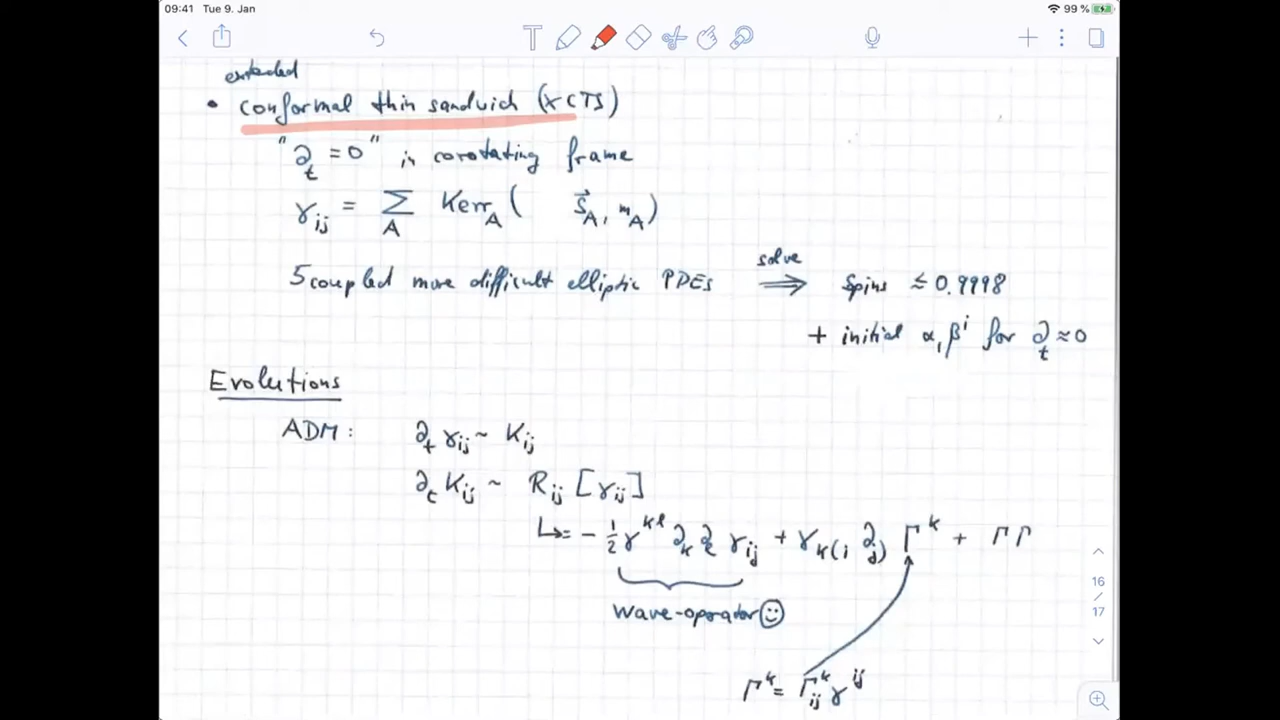 09:41 Tue 9. Jan 99 %
extended
• conformal thin sandwich (XCTS)
"∂_t = 0" in corotating frame
γ_ij = Σ_A Kerr_A ( S⃗_A, m_A )
5 coupled more difficult elliptic PDEs solve ⟹ Spins ≲ 0.9998
+ initial α, β^i for ∂_t ≈ 0
Evolutions
ADM: ∂_t γ_ij ~ K_ij
∂_t K_ij ~ R_ij [γ_ij]
↳ = - 1/2 γ^kl ∂_k ∂_l γ_ij + γ_k(i ∂_j) Γ^k + Γ Γ
wave-operator ☺
Γ^k = Γ^k_ij γ^ij
16
/
17